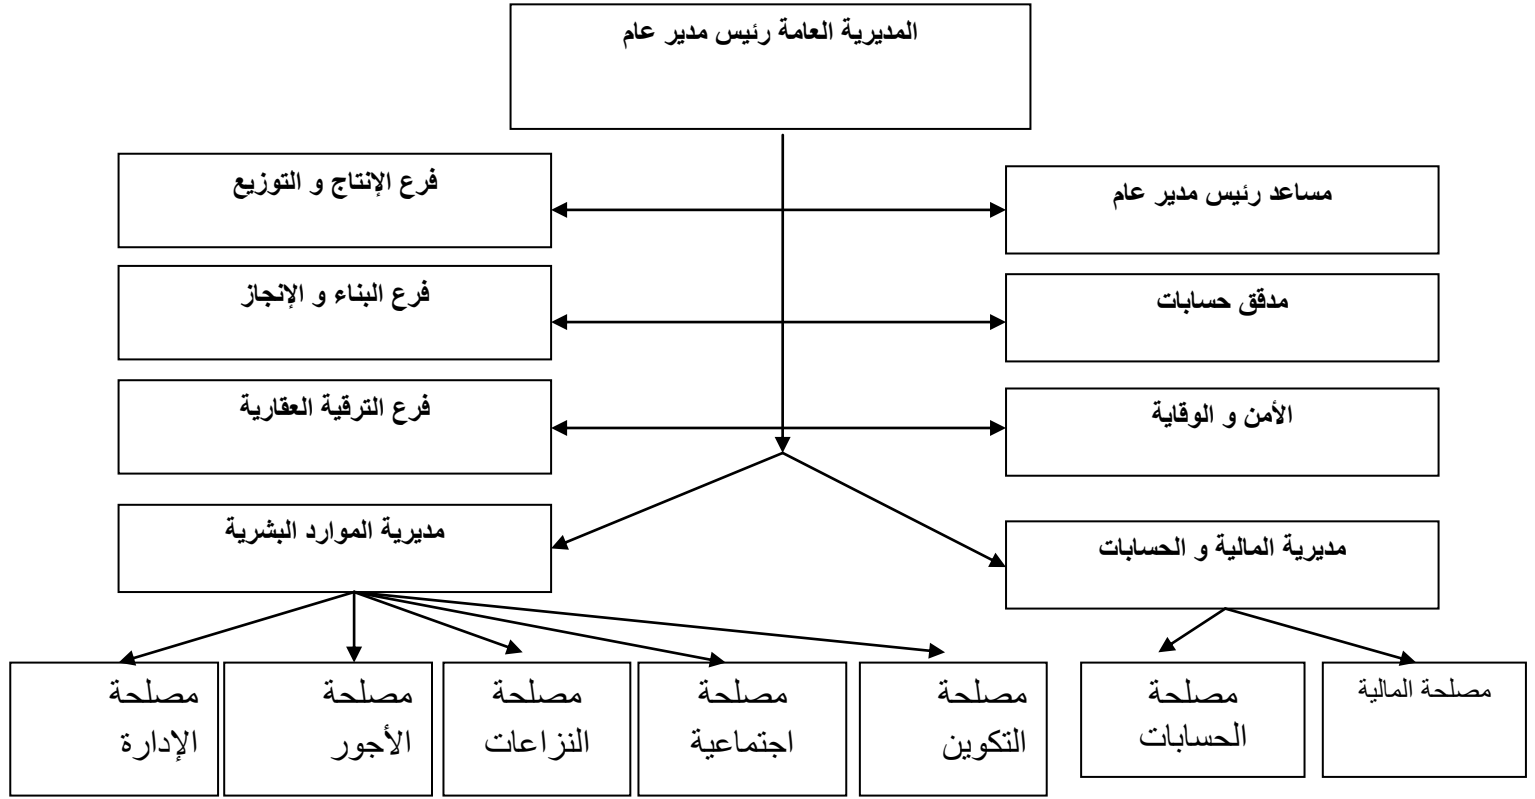 المديرية العامة رئيس مدير عام
مساعد رئيس مدير عام
فرع الإنتاج و التوزيع
مدقق حسابات
فرع البناء و الإنجاز
الأمن و الوقاية
فرع الترقية العقارية
مديرية المالية و الحسابات
مديرية الموارد البشرية
مصلحة المالية
مصلحة
الحسابات
مصلحة
التكوين
مصلحة
اجتماعية
مصلحة
النزاعات
مصلحة
الأجور
مصلحة
الإدارة